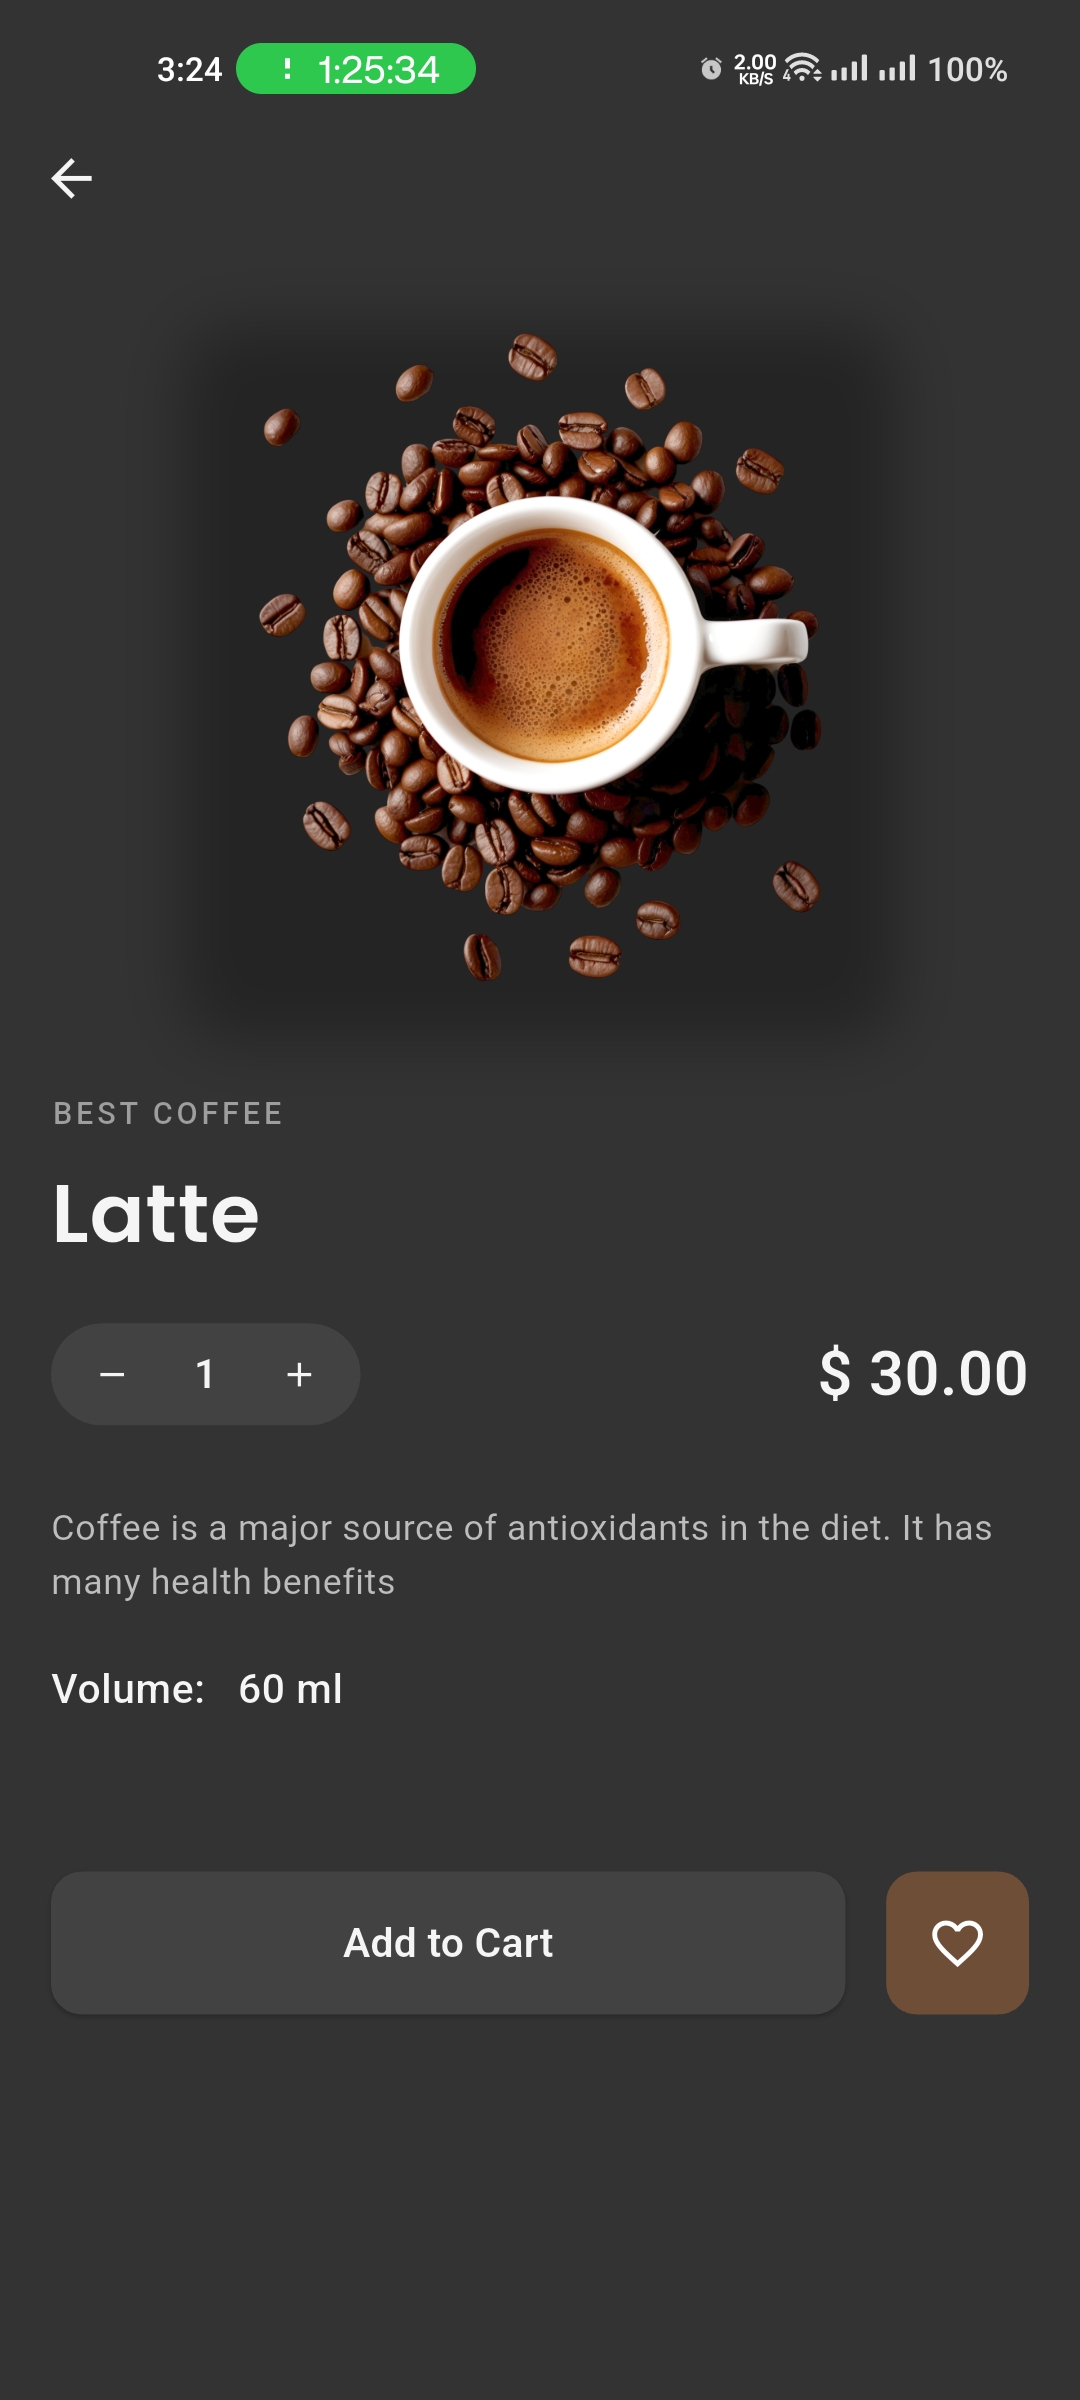 3:24 1:25:34 2.00 KB/S 4 100%
BEST COFFEE
Latte
− 1 + $ 30.00
Coffee is a major source of antioxidants in the diet. It has
many health benefits
Volume: 60 ml
Add to Cart